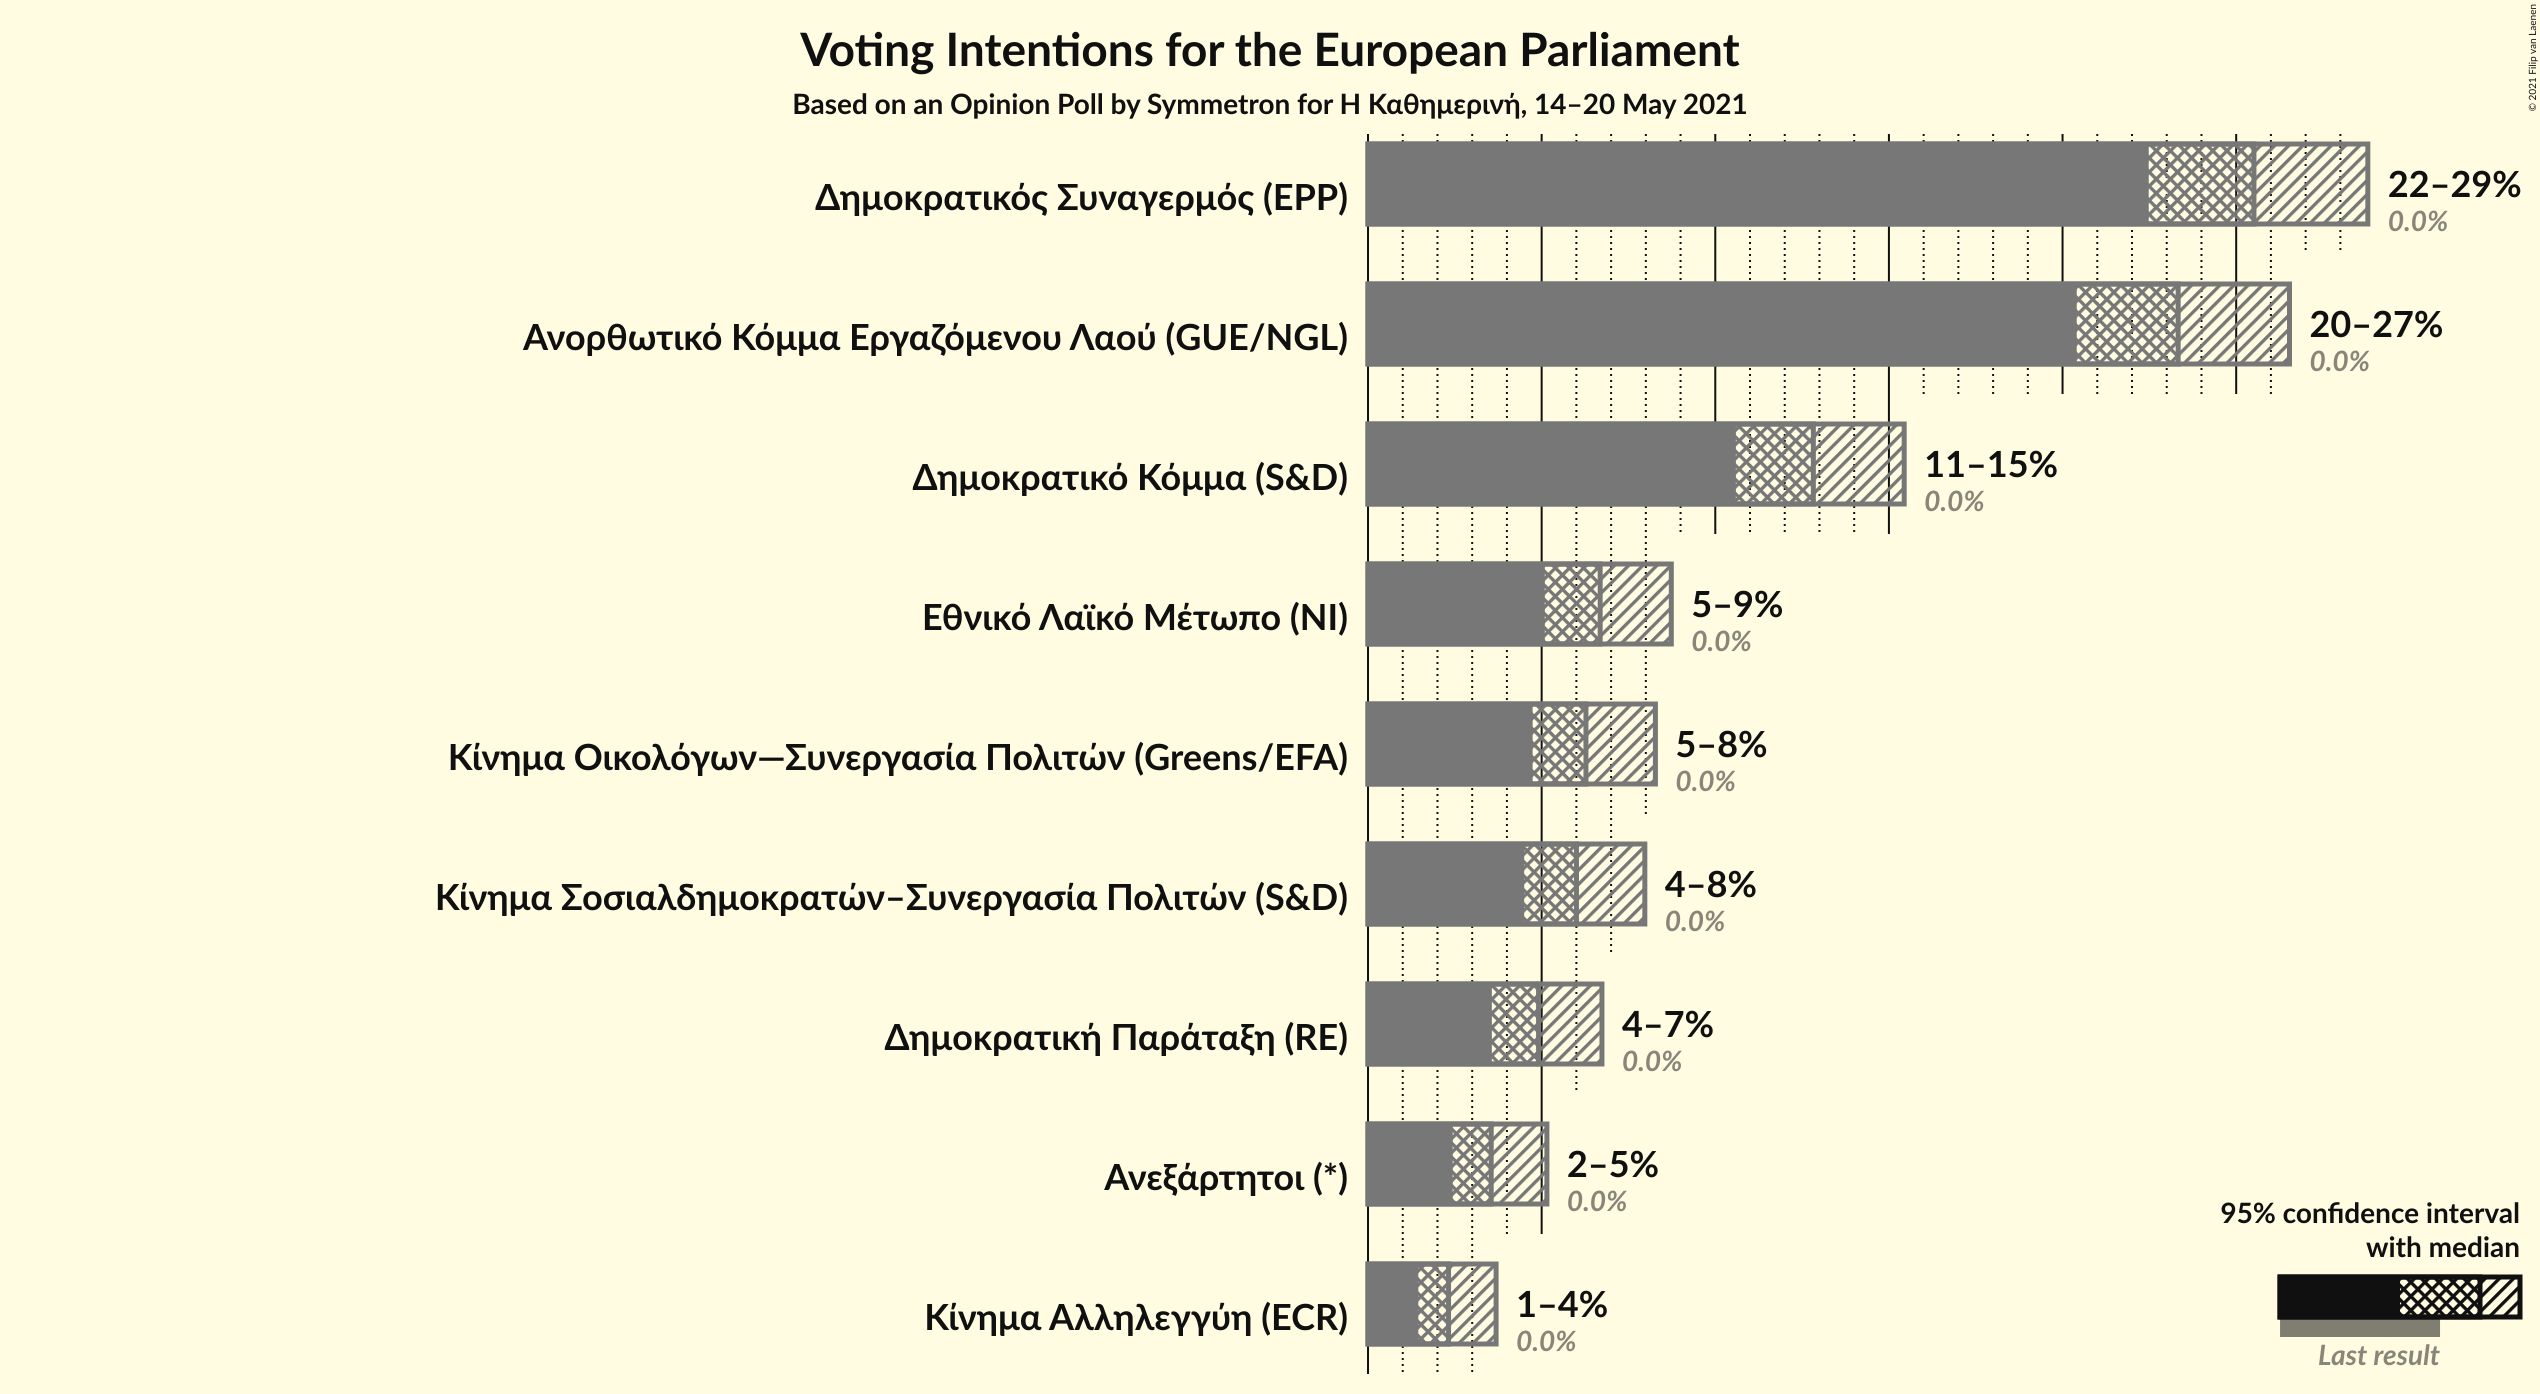 Voting Intentions for the European Parliament
Based on an Opinion Poll by Symmetron for Η Καθημερινή, 14–20 May 2021
© 2021 Filip van Laenen
Δημοκρατικός Συναγερμός (EPP)
22–29%
0.0%
Ανορθωτικό Κόμμα Εργαζόμενου Λαού (GUE/NGL)
20–27%
0.0%
Δημοκρατικό Κόμμα (S&D)
11–15%
0.0%
Εθνικό Λαϊκό Μέτωπο (NI)
5–9%
0.0%
Κίνημα Οικολόγων—Συνεργασία Πολιτών (Greens/EFA)
5–8%
0.0%
Κίνημα Σοσιαλδημοκρατών–Συνεργασία Πολιτών (S&D)
4–8%
0.0%
Δημοκρατική Παράταξη (RE)
4–7%
0.0%
Ανεξάρτητοι (*)
2–5%
0.0%
Κίνημα Αλληλεγγύη (ECR)
1–4%
0.0%
95% confidence interval
with median
Last result